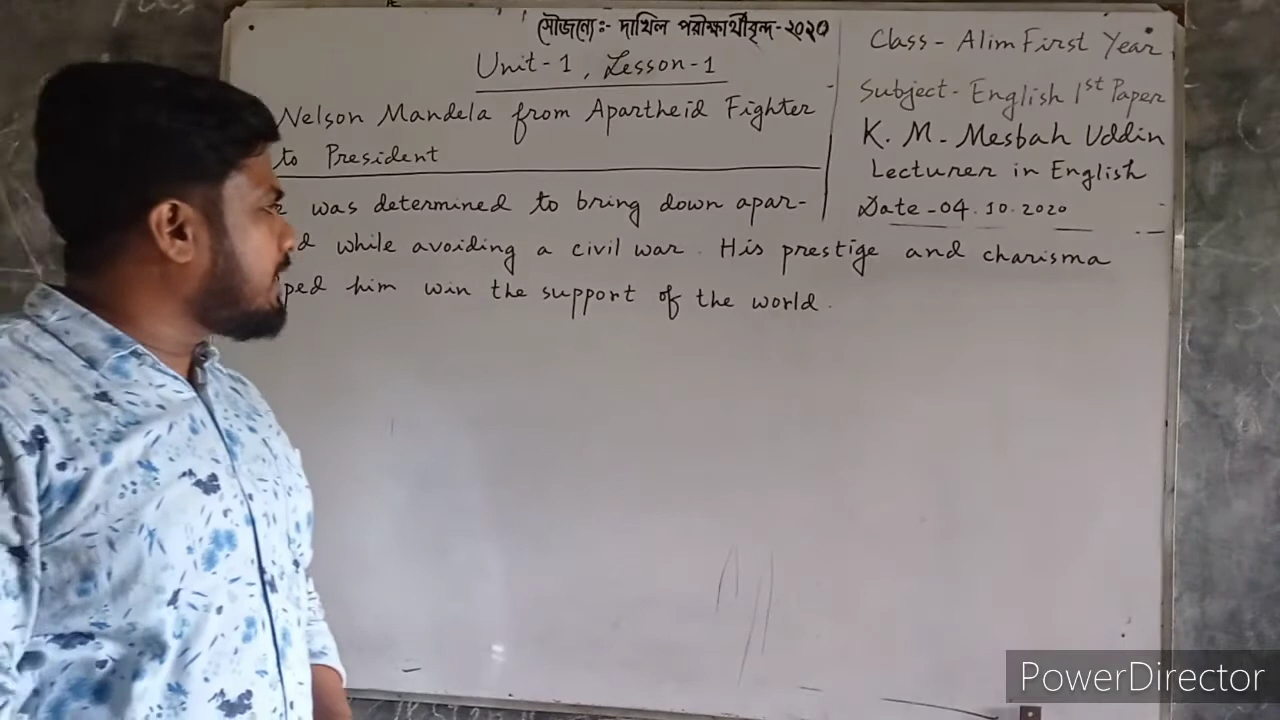 সৌজন্যে :- দাখিল পরীক্ষার্থীবৃন্দ-২০২০
Unit-1, Lesson-1
Nelson Mandela from Apartheid Fighter
to President
was determined to bring down apar-
while avoiding a civil war. His prestige and charisma
him win the support of the world.
Class - Alim First Year
Subject - English 1st Paper
K. M. Mesbah Uddin
Lecturer in English
Date - 04.10.2020
PowerDirector